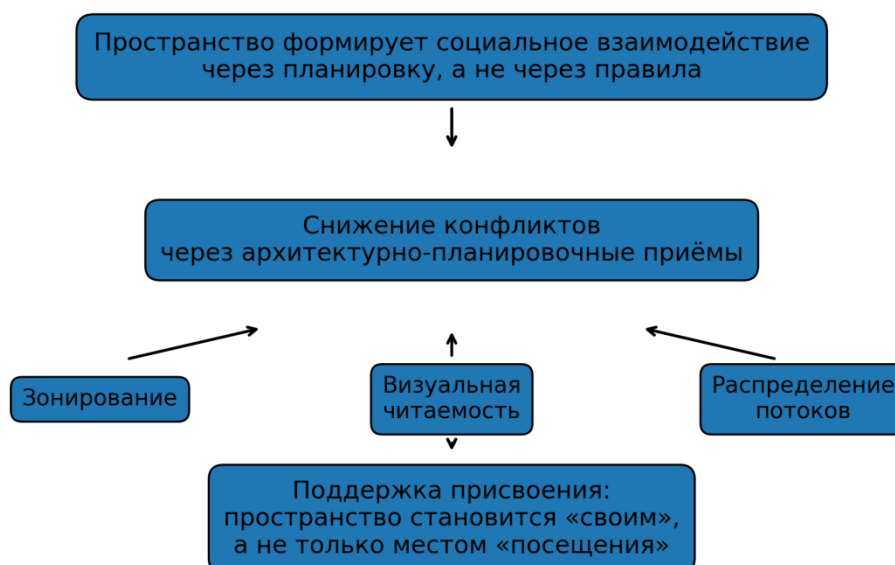 Пространство формирует социальное взаимодействие
через планировку, а не через правила
Снижение конфликтов
через архитектурно-планировочные приёмы
Зонирование
Визуальная
читаемость
Распределение
потоков
Поддержка присвоения:
пространство становится «своим»,
а не только местом «посещения»